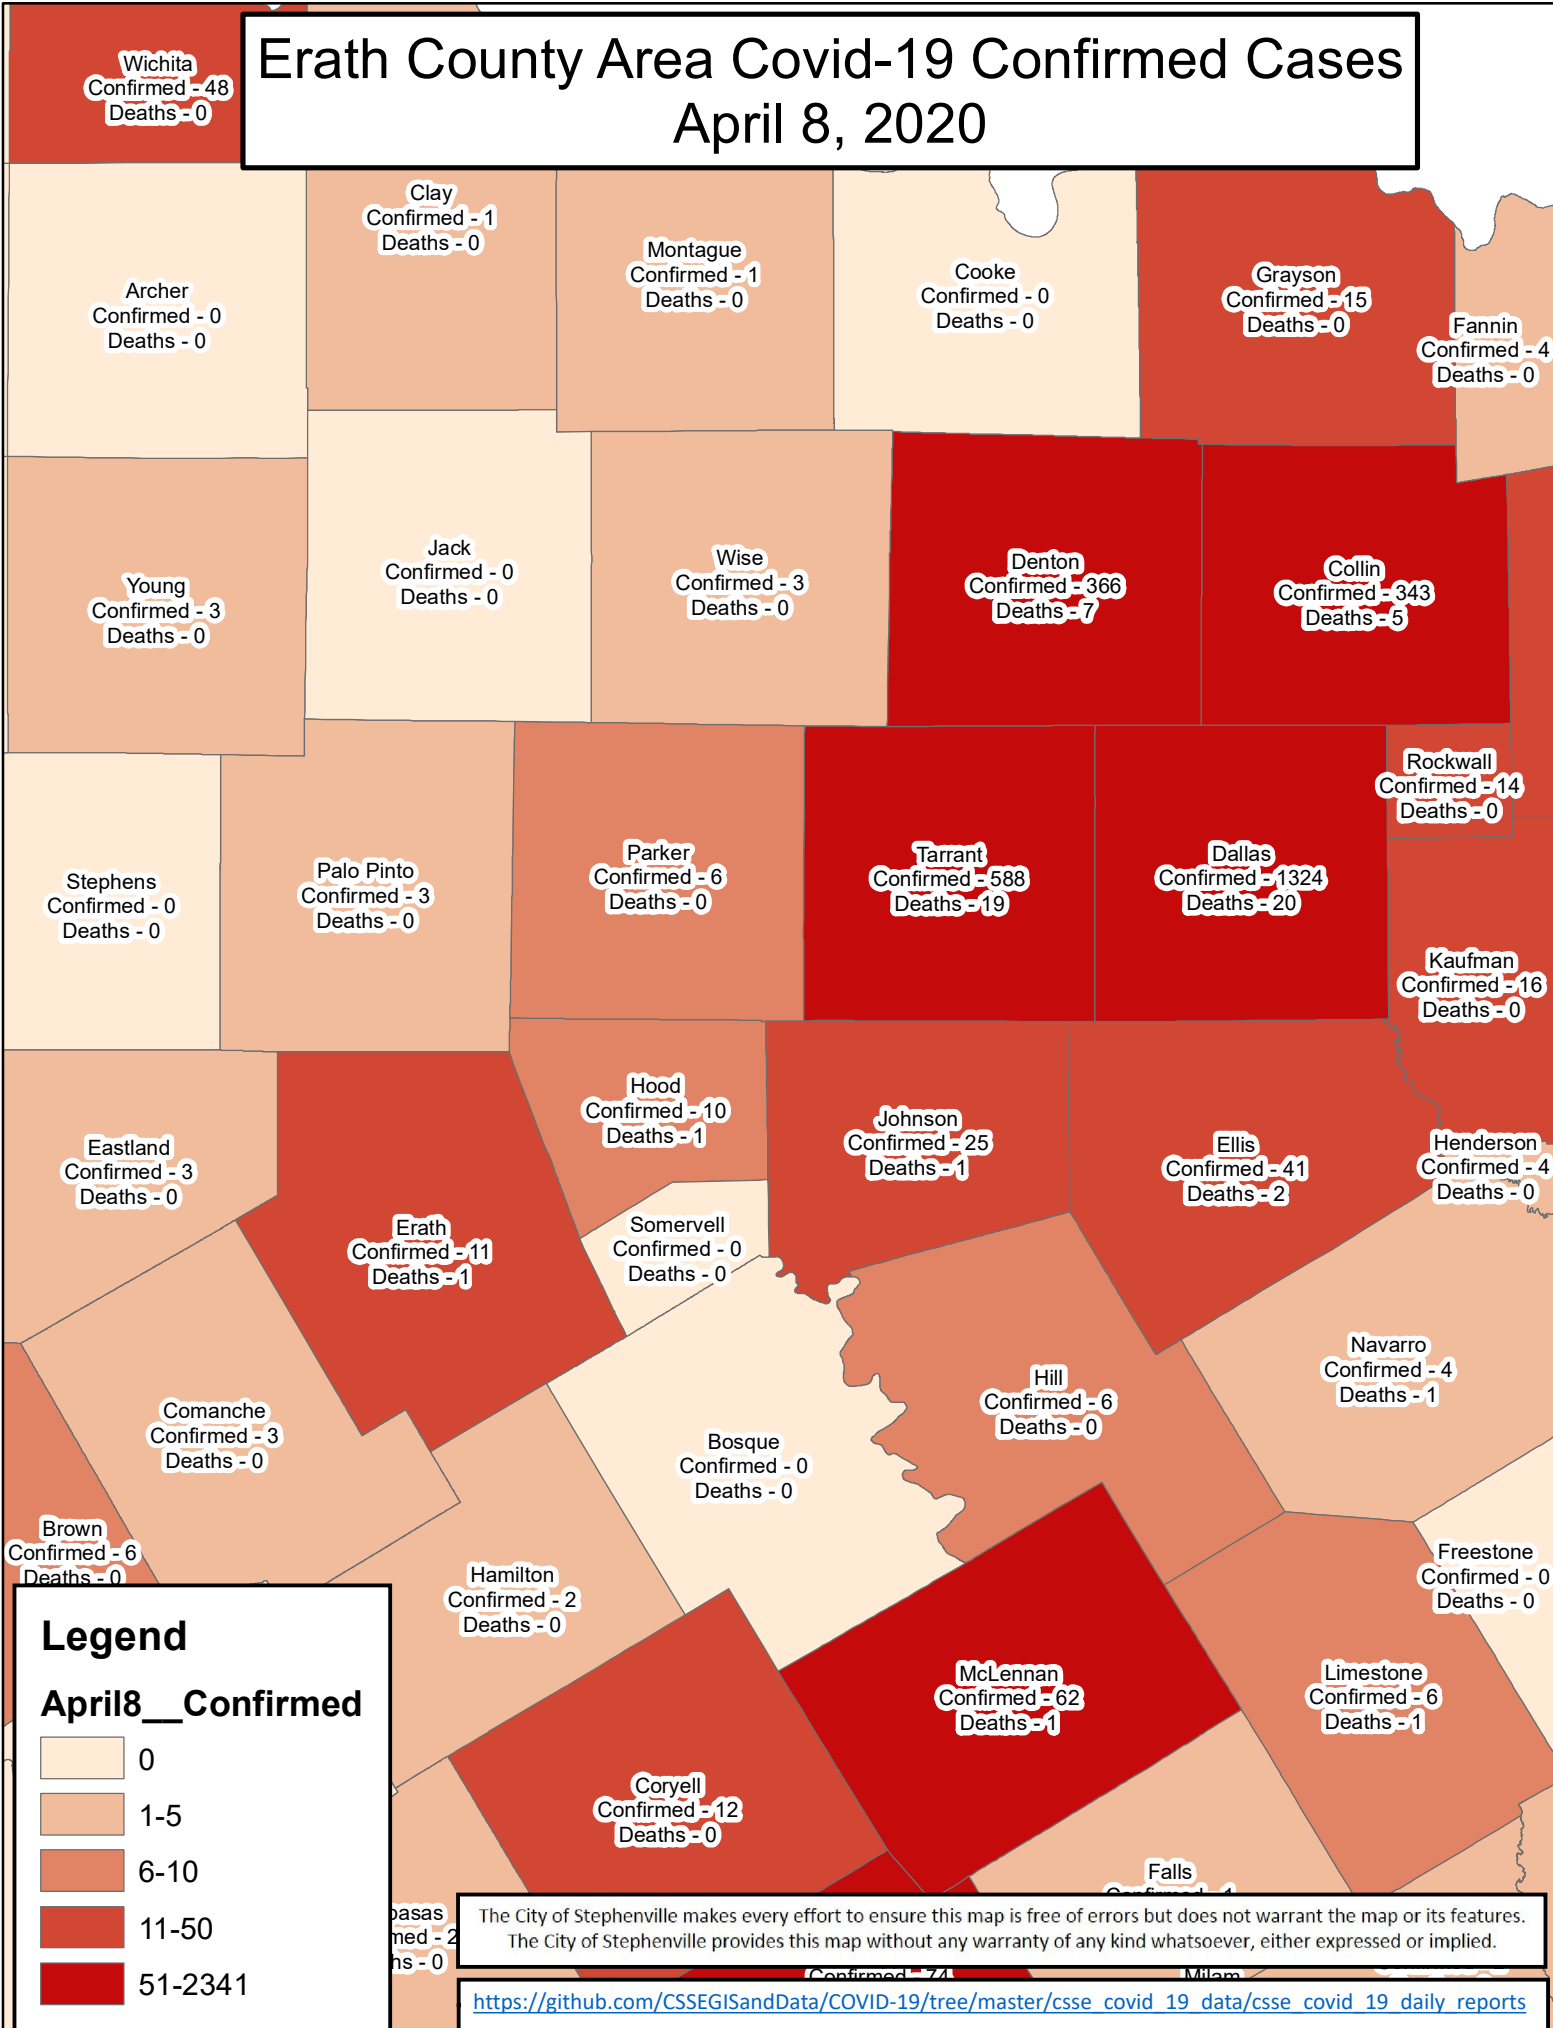 Erath County Area Covid-19 Confirmed Cases
April 8, 2020
Wichita
Confirmed - 48
Deaths - 0
Clay
Confirmed - 1
Deaths - 0
Montague
Confirmed - 1
Deaths - 0
Cooke
Confirmed - 0
Deaths - 0
Grayson
Confirmed - 15
Deaths - 0
Archer
Confirmed - 0
Deaths - 0
Fannin
Confirmed - 4
Deaths - 0
Young
Confirmed - 3
Deaths - 0
Jack
Confirmed - 0
Deaths - 0
Wise
Confirmed - 3
Deaths - 0
Denton
Confirmed - 366
Deaths - 7
Collin
Confirmed - 343
Deaths - 5
Rockwall
Confirmed - 14
Deaths - 0
Stephens
Confirmed - 0
Deaths - 0
Palo Pinto
Confirmed - 3
Deaths - 0
Parker
Confirmed - 6
Deaths - 0
Tarrant
Confirmed - 588
Deaths - 19
Dallas
Confirmed - 1324
Deaths - 20
Kaufman
Confirmed - 16
Deaths - 0
Eastland
Confirmed - 3
Deaths - 0
Hood
Confirmed - 10
Deaths - 1
Johnson
Confirmed - 25
Deaths - 1
Ellis
Confirmed - 41
Deaths - 2
Henderson
Confirmed - 4
Deaths - 0
Erath
Confirmed - 11
Deaths - 1
Somervell
Confirmed - 0
Deaths - 0
Comanche
Confirmed - 3
Deaths - 0
Bosque
Confirmed - 0
Deaths - 0
Hill
Confirmed - 6
Deaths - 0
Navarro
Confirmed - 4
Deaths - 1
Brown
Confirmed - 6
Deaths - 0
Hamilton
Confirmed - 2
Deaths - 0
Freestone
Confirmed - 0
Deaths - 0
McLennan
Confirmed - 62
Deaths - 1
Limestone
Confirmed - 6
Deaths - 1
Coryell
Confirmed - 12
Deaths - 0
Falls
Confirmed - 1
basas
med - 2
hs - 0
Confirmed - 74
Milam
Legend
April8__Confirmed
0
1-5
6-10
11-50
51-2341
The City of Stephenville makes every effort to ensure this map is free of errors but does not warrant the map or its features.
The City of Stephenville provides this map without any warranty of any kind whatsoever, either expressed or implied.
https://github.com/CSSEGISandData/COVID-19/tree/master/csse_covid_19_data/csse_covid_19_daily_reports